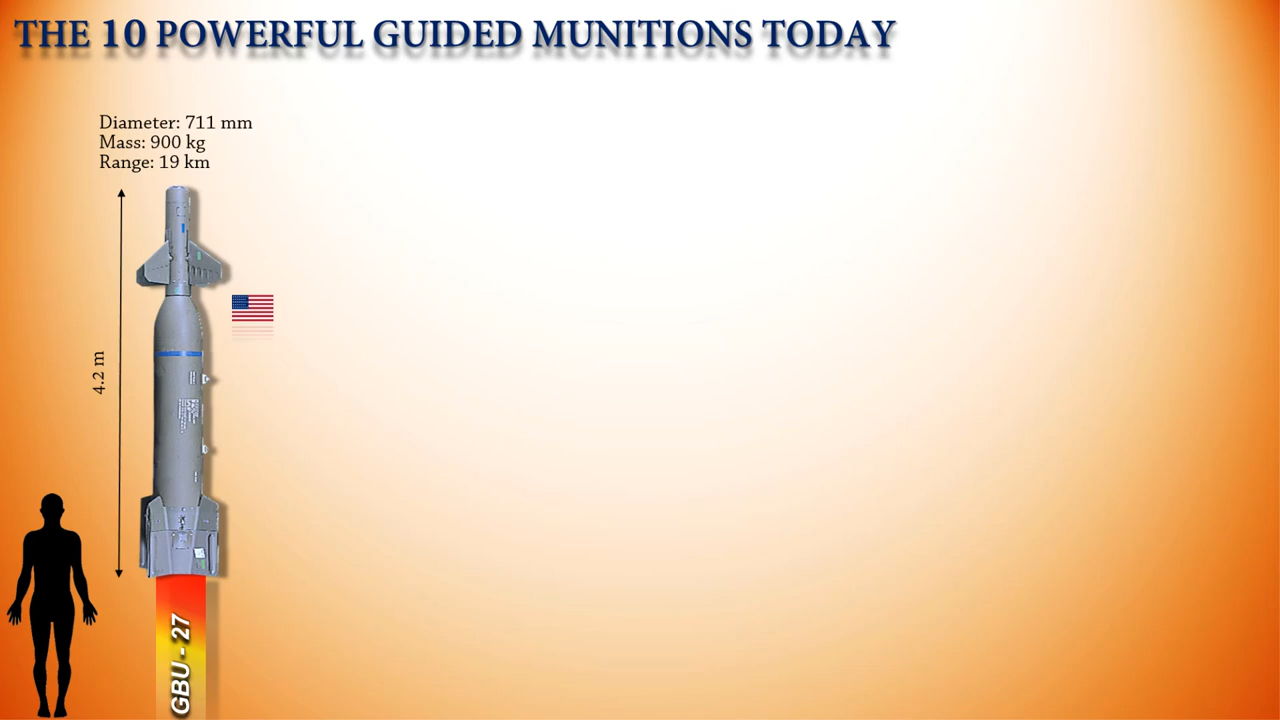 THE 10 POWERFUL GUIDED MUNITIONS TODAY
Diameter: 711 mm
Mass: 900 kg
Range: 19 km
4.2 m
GBU - 27